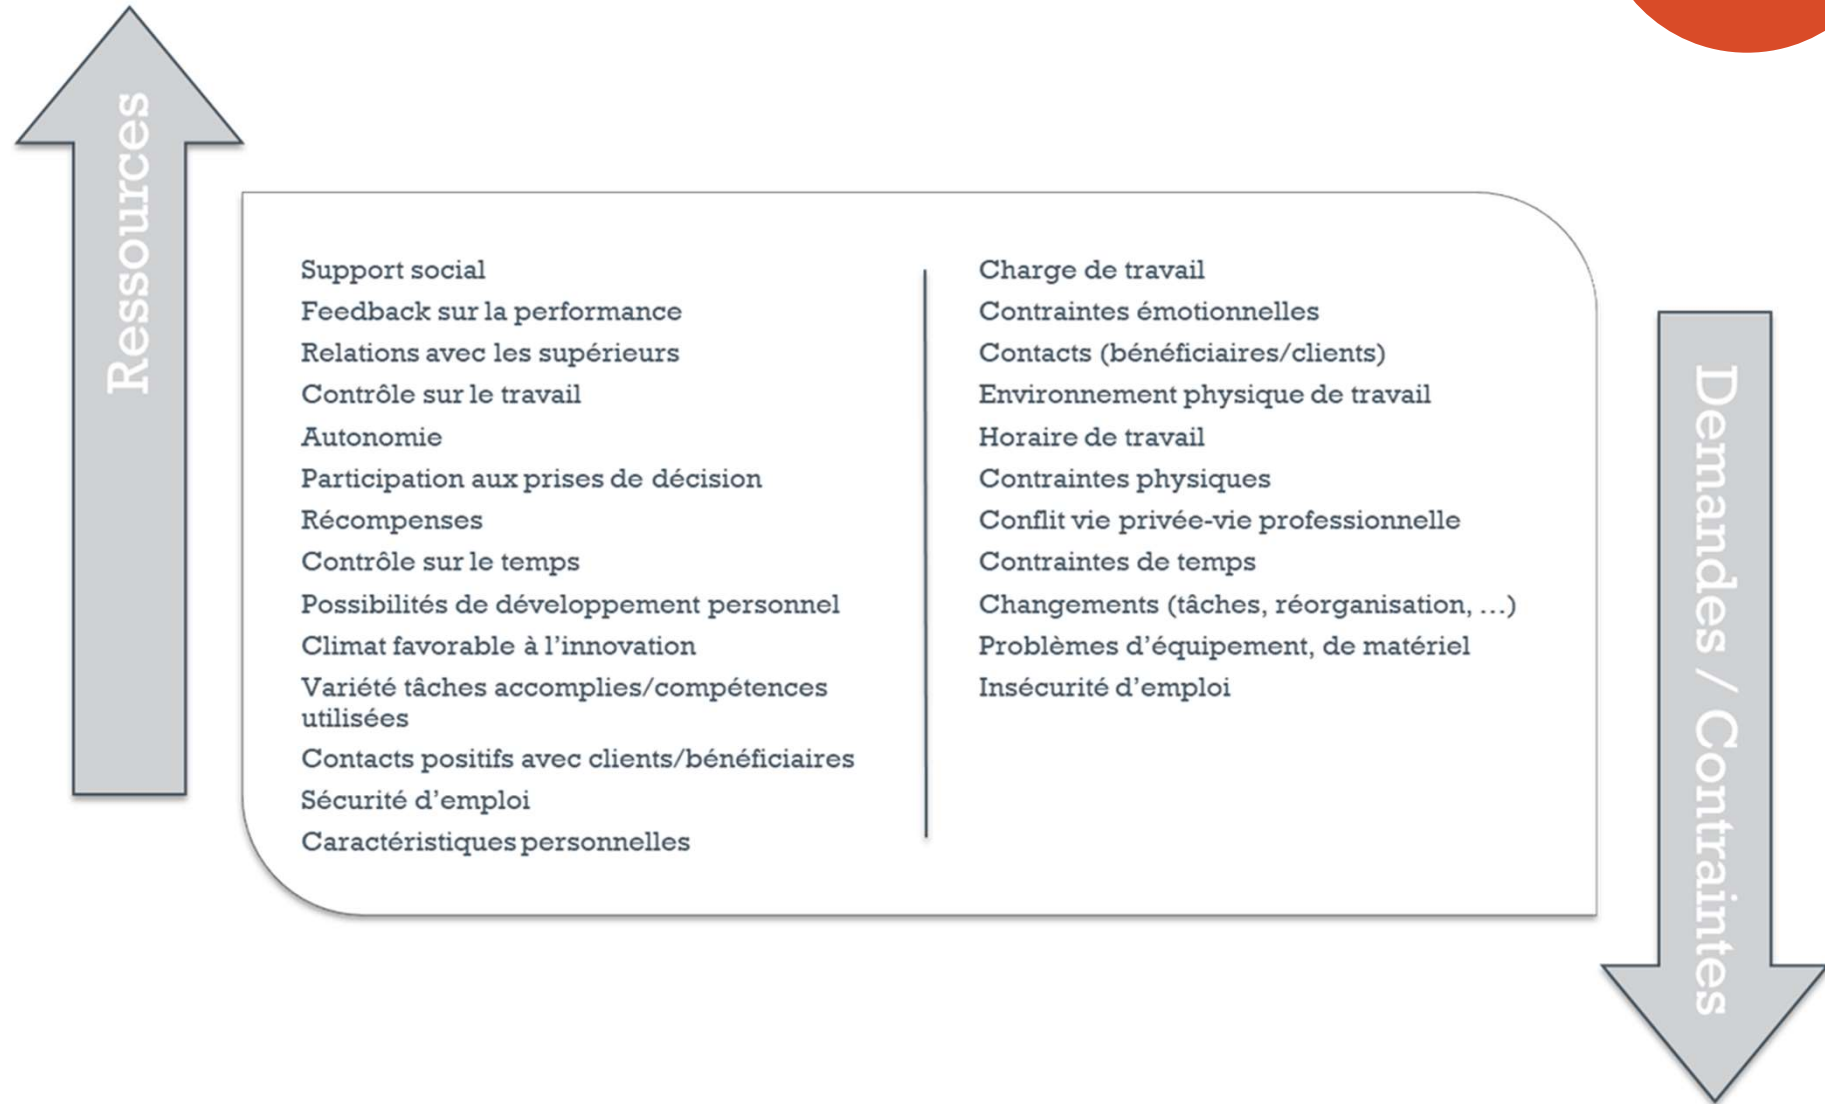 Ressources
Support social
Feedback sur la performance
Relations avec les supérieurs
Contrôle sur le travail
Autonomie
Participation aux prises de décision
Récompenses
Contrôle sur le temps
Possibilités de développement personnel
Climat favorable à l'innovation
Variété tâches accomplies/compétences
utilisées
Contacts positifs avec clients/bénéficiaires
Sécurité d'emploi
Caractéristiques personnelles
Charge de travail
Contraintes émotionnelles
Contacts (bénéficiaires/clients)
Environnement physique de travail
Horaire de travail
Contraintes physiques
Conflit vie privée-vie professionnelle
Contraintes de temps
Changements (tâches, réorganisation, …)
Problèmes d'équipement, de matériel
Insécurité d'emploi
Demandes / Contraintes